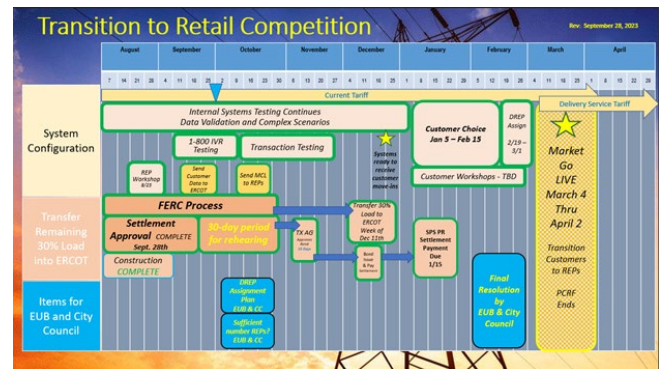 Transition to Retail Competition
Rev: September 28, 2023
August September October November December January February March April
7 14 21 28 4 11 18 25 2 9 16 23 30 6 13 20 27 4 11 18 25 1 8 15 22 29 5 12 19 26 4 11 18 25 1 8 15 22 28
Current Tariff
Delivery Service Tariff
System
Configuration
Internal Systems Testing Continues
Data Validation and Complex Scenarios
1-800 IVR
Testing
Transaction Testing
REP
Workshop
8/23
Send
Customer
Data to
ERCOT
Send MCL
to REPs
Systems
ready to
receive
customer
move-ins
Customer Choice
Jan 5 – Feb 15
DREP
Assign
2/19 –
3/1
Customer Workshops - TBD
Market
Go
LIVE
March 4
Thru
April 2
Transition
Customers
to REPs
PCRF
Ends
Transfer
Remaining
30% Load
into ERCOT
FERC Process
Settlement
Approval COMPLETE
Sept. 28th
30-day period
for rehearing
Construction
COMPLETE
TX AG
Approves
Bond
Transfer 30%
Load to
ERCOT
Week of
Dec 11th
Bond
Issue
& Pay
Settlement
SPS PR
Settlement
Payment
Due
1/15
Items for
EUB and City
Council
DREP
Assignment
Plan
EUB & CC
Sufficient
number REPs?
EUB & CC
Final
Resolution
by
EUB & City
Council